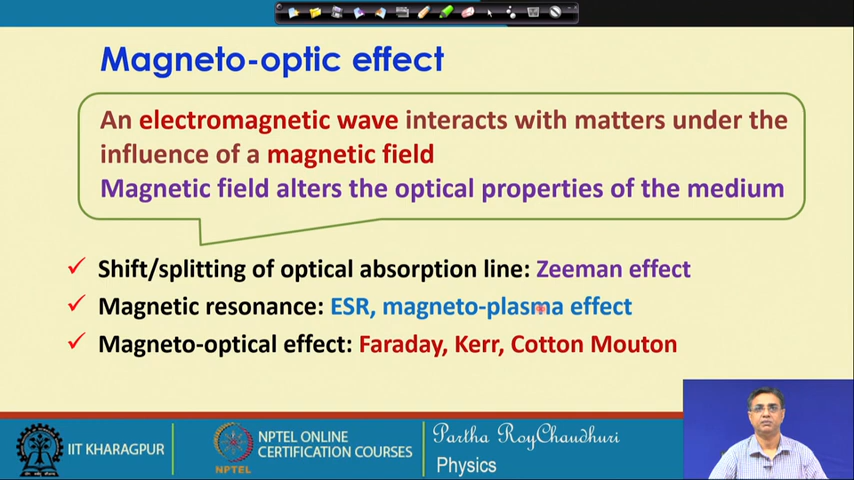 Magneto-optic effect
An electromagnetic wave interacts with matters under the
influence of a magnetic field
Magnetic field alters the optical properties of the medium
Shift/splitting of optical absorption line: Zeeman effect
Magnetic resonance: ESR, magneto-plasma effect
Magneto-optical effect: Faraday, Kerr, Cotton Mouton
IIT KHARAGPUR
NPTEL
NPTEL ONLINE
CERTIFICATION COURSES
Partha RoyChaudhuri
Physics